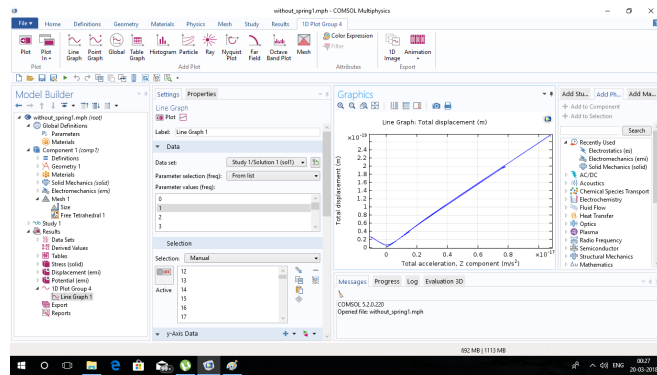 without_spring1.mph - COMSOL Multiphysics
File Home Definitions Geometry Materials Physics Mesh Study Results 1D Plot Group 4
Plot Plot In Line Graph Point Graph Global Table Graph Histogram Particle Ray Nyquist Plot Far Field Octave Band Plot Mesh Color Expression Filter 1D Image Animation
Plot Add Plot Attributes Export
Model Builder
without_spring1.mph (root)
Global Definitions
Parameters
Materials
Component 1 (comp1)
Definitions
Geometry 1
Materials
Solid Mechanics (solid)
Electromechanics (emi)
Mesh 1
Size
Free Tetrahedral 1
Study 1
Results
Data Sets
Derived Values
Tables
Stress (solid)
Displacement (emi)
Potential (emi)
1D Plot Group 4
Line Graph 1
Export
Reports
Settings Properties
Line Graph
Plot
Label: Line Graph 1
Data
Data set: Study 1/Solution 1 (sol1)
Parameter selection (freq): From list
Parameter values (freq):
0
1
2
3
Selection
Selection: Manual
Active
12
13
14
15
16
17
y-Axis Data
Graphics
Line Graph: Total displacement (m)
×10⁻¹⁹
2.4
2.2
2
1.8
1.6
1.4
1.2
1
0.8
0.6
0.4
0.2
0
Total displacement (m)
0 0.2 0.4 0.6 0.8 ×10⁻¹⁷
Total acceleration, Z component (m/s²)
Messages Progress Log Evaluation 3D
COMSOL 5.2.0.220
Opened file: without_spring1.mph
Add Stu... Add Ph... Add Ma...
Add to Component
Add to Selection
Search
Recently Used
Electrostatics (es)
Electromechanics (emi)
Solid Mechanics (solid)
AC/DC
Acoustics
Chemical Species Transport
Electrochemistry
Fluid Flow
Heat Transfer
Optics
Plasma
Radio Frequency
Semiconductor
Structural Mechanics
Mathematics
692 MB | 1113 MB
ENG
00:27
20-03-2018